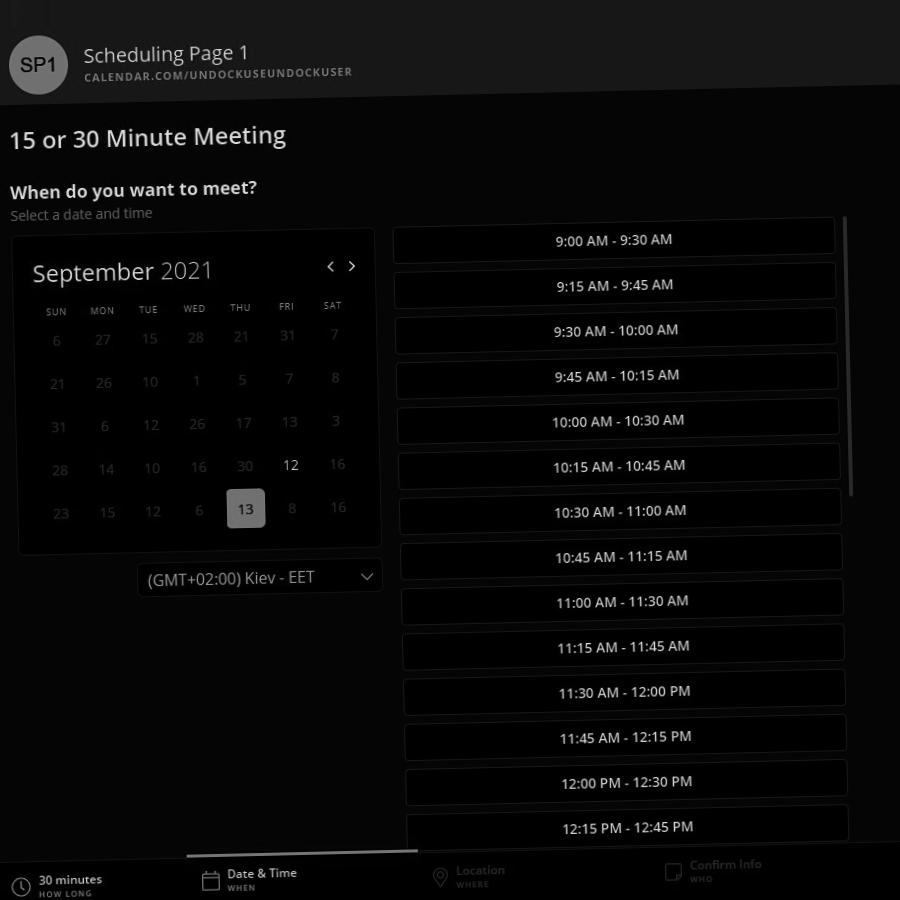 SP1
Scheduling Page 1
CALENDAR.COM/UNDOCKUSEUNDOCKUSER
15 or 30 Minute Meeting
When do you want to meet?
Select a date and time
September 2021
SUN MON TUE WED THU FRI SAT
6 27 15 28 21 31 7
21 26 10 1 5 7 8
31 6 12 26 17 13 3
28 14 10 16 30 12 16
23 15 12 6 13 8 16
(GMT+02:00) Kiev - EET
9:00 AM - 9:30 AM
9:15 AM - 9:45 AM
9:30 AM - 10:00 AM
9:45 AM - 10:15 AM
10:00 AM - 10:30 AM
10:15 AM - 10:45 AM
10:30 AM - 11:00 AM
10:45 AM - 11:15 AM
11:00 AM - 11:30 AM
11:15 AM - 11:45 AM
11:30 AM - 12:00 PM
11:45 AM - 12:15 PM
12:00 PM - 12:30 PM
12:15 PM - 12:45 PM
30 minutes
HOW LONG
Date & Time
WHEN
Location
WHERE
Confirm Info
WHO